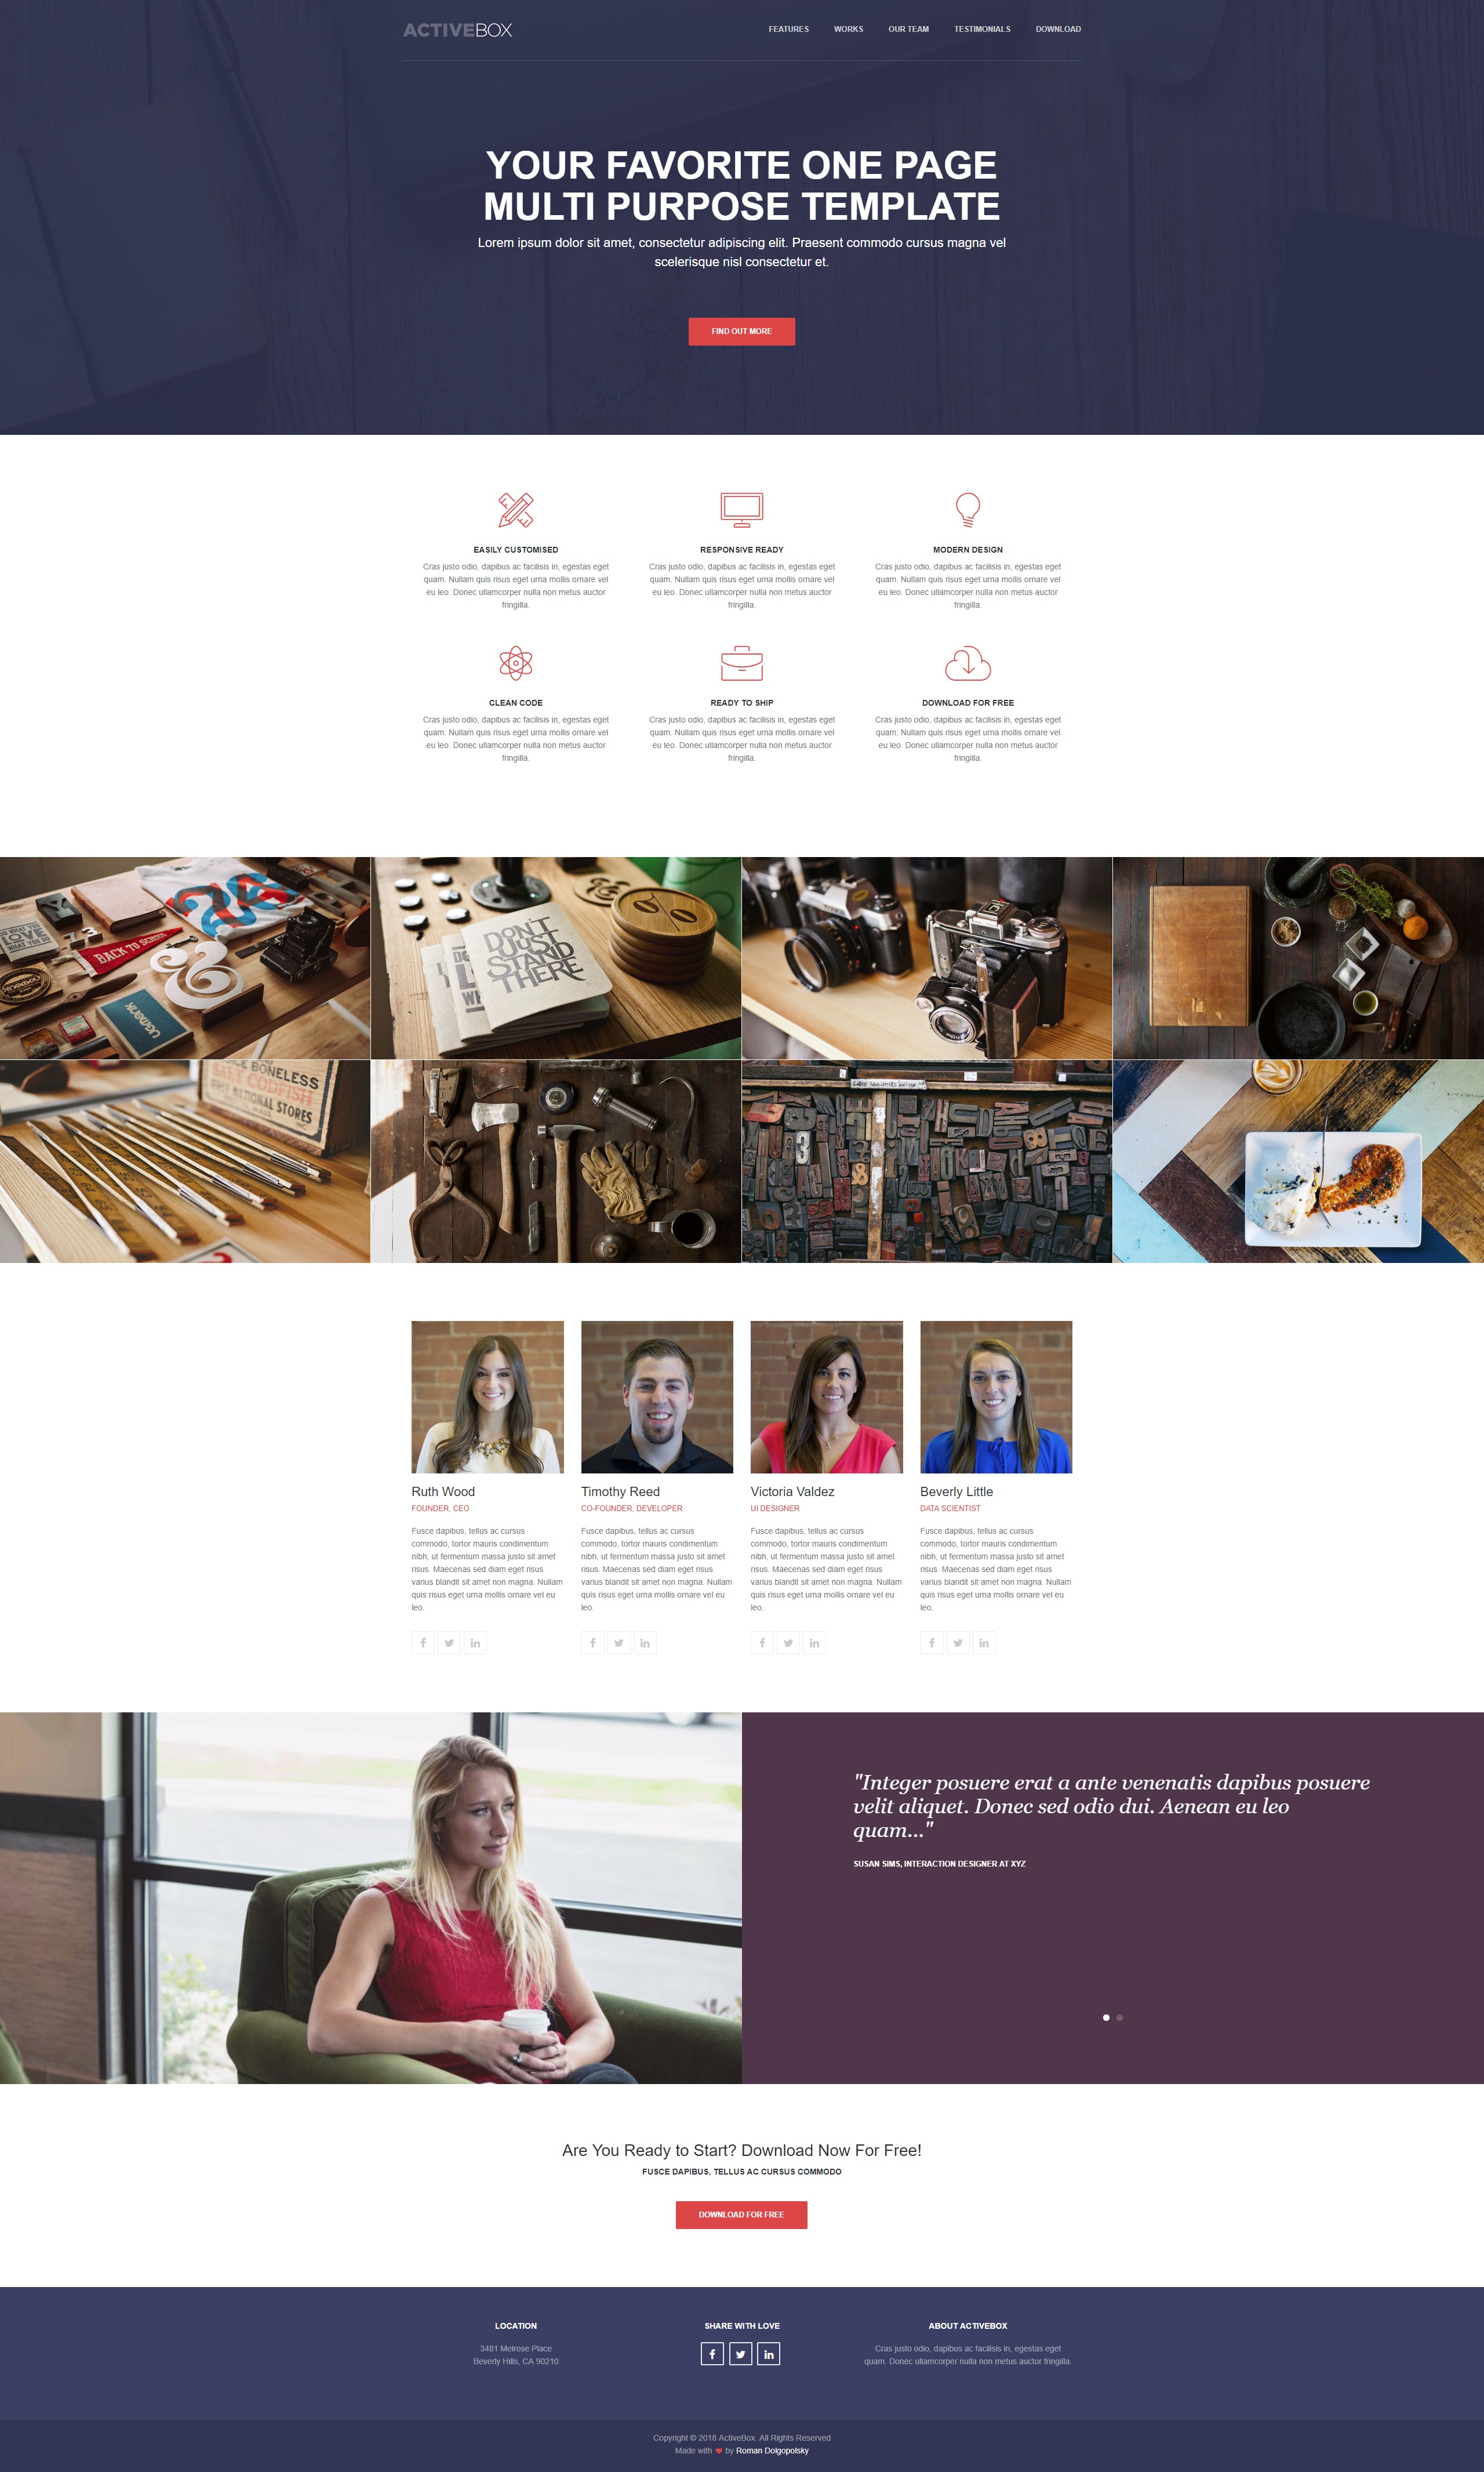 ACTIVEBOX
FEATURES WORKS OUR TEAM TESTIMONIALS DOWNLOAD
YOUR FAVORITE ONE PAGE
MULTI PURPOSE TEMPLATE
Lorem ipsum dolor sit amet, consectetur adipiscing elit. Praesent commodo cursus magna vel
scelerisque nisl consectetur et.
FIND OUT MORE
EASILY CUSTOMISED
Cras justo odio, dapibus ac facilisis in, egestas eget
quam. Nullam quis risus eget urna mollis ornare vel
eu leo. Donec ullamcorper nulla non metus auctor
fringilla.
RESPONSIVE READY
Cras justo odio, dapibus ac facilisis in, egestas eget
quam. Nullam quis risus eget urna mollis ornare vel
eu leo. Donec ullamcorper nulla non metus auctor
fringilla.
MODERN DESIGN
Cras justo odio, dapibus ac facilisis in, egestas eget
quam. Nullam quis risus eget urna mollis ornare vel
eu leo. Donec ullamcorper nulla non metus auctor
fringilla.
CLEAN CODE
Cras justo odio, dapibus ac facilisis in, egestas eget
quam. Nullam quis risus eget urna mollis ornare vel
eu leo. Donec ullamcorper nulla non metus auctor
fringilla.
READY TO SHIP
Cras justo odio, dapibus ac facilisis in, egestas eget
quam. Nullam quis risus eget urna mollis ornare vel
eu leo. Donec ullamcorper nulla non metus auctor
fringilla.
DOWNLOAD FOR FREE
Cras justo odio, dapibus ac facilisis in, egestas eget
quam. Nullam quis risus eget urna mollis ornare vel
eu leo. Donec ullamcorper nulla non metus auctor
fringilla.
DO WHAT YOU
LOVE
WHAT YOU DO
BACK TO SCHOOL
&
DON'T
JUST
STAND
THERE
BONELESS
NATIONAL STORES
Ruth Wood
FOUNDER, CEO
Fusce dapibus, tellus ac cursus
commodo, tortor mauris condimentum
nibh, ut fermentum massa justo sit amet
risus. Maecenas sed diam eget risus
varius blandit sit amet non magna. Nullam
quis risus eget urna mollis ornare vel eu
leo.
Timothy Reed
CO-FOUNDER, DEVELOPER
Fusce dapibus, tellus ac cursus
commodo, tortor mauris condimentum
nibh, ut fermentum massa justo sit amet
risus. Maecenas sed diam eget risus
varius blandit sit amet non magna. Nullam
quis risus eget urna mollis ornare vel eu
leo.
Victoria Valdez
UI DESIGNER
Fusce dapibus, tellus ac cursus
commodo, tortor mauris condimentum
nibh, ut fermentum massa justo sit amet
risus. Maecenas sed diam eget risus
varius blandit sit amet non magna. Nullam
quis risus eget urna mollis ornare vel eu
leo.
Beverly Little
DATA SCIENTIST
Fusce dapibus, tellus ac cursus
commodo, tortor mauris condimentum
nibh, ut fermentum massa justo sit amet
risus. Maecenas sed diam eget risus
varius blandit sit amet non magna. Nullam
quis risus eget urna mollis ornare vel eu
leo.
"Integer posuere erat a ante venenatis dapibus posuere
velit aliquet. Donec sed odio dui. Aenean eu leo
quam..."
SUSAN SIMS, INTERACTION DESIGNER AT XYZ
Are You Ready to Start? Download Now For Free!
FUSCE DAPIBUS, TELLUS AC CURSUS COMMODO
DOWNLOAD FOR FREE
LOCATION
3481 Melrose Place
Beverly Hills, CA 90210
SHARE WITH LOVE
ABOUT ACTIVEBOX
Cras justo odio, dapibus ac facilisis in, egestas eget
quam. Donec ullamcorper nulla non metus auctor fringilla.
Copyright © 2018 ActiveBox. All Rights Reserved
Made with ♥ by Roman Dolgopolsky